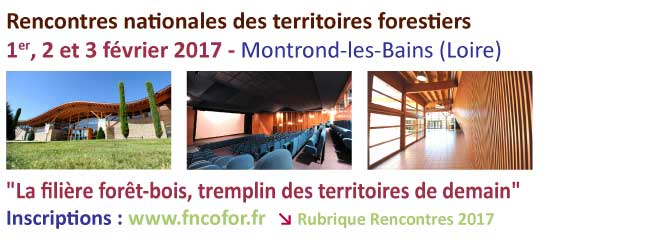 Rencontres nationales des territoires forestiers
1er, 2 et 3 février 2017 - Montrond-les-Bains (Loire)
"La filière forêt-bois, tremplin des territoires de demain"
Inscriptions : www.fncofor.fr ↘ Rubrique Rencontres 2017